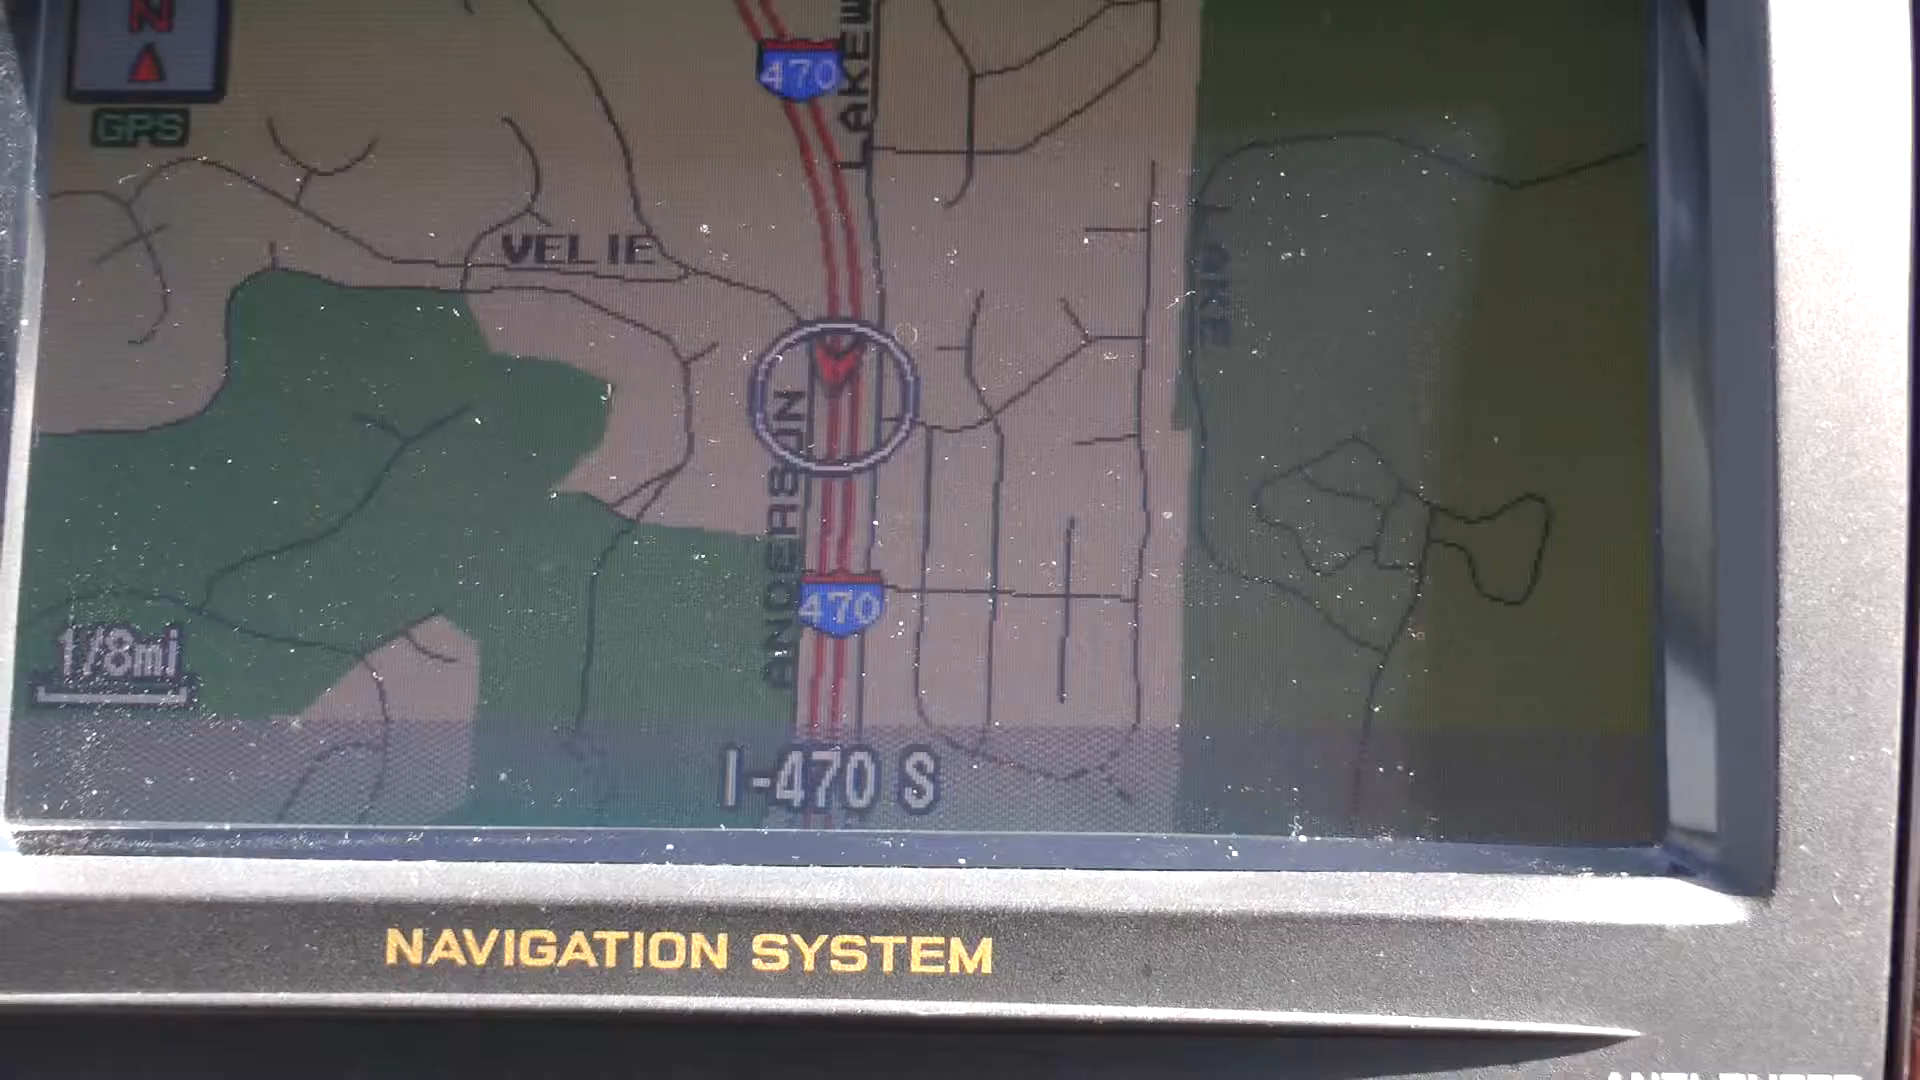 N
470
LAKEW
GPS
VELIE
LAKE
ANDERSON
470
1/8mi
I-470 S
NAVIGATION SYSTEM